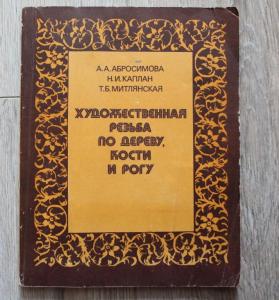 А.А.АБРОСИМОВА
Н.И.КАПЛАН
Т.Б.МИТЛЯНСКАЯ
ХУДОЖЕСТВЕННАЯ
РЕЗЬБА
ПО ДЕРЕВУ,
КОСТИ
И РОГУ